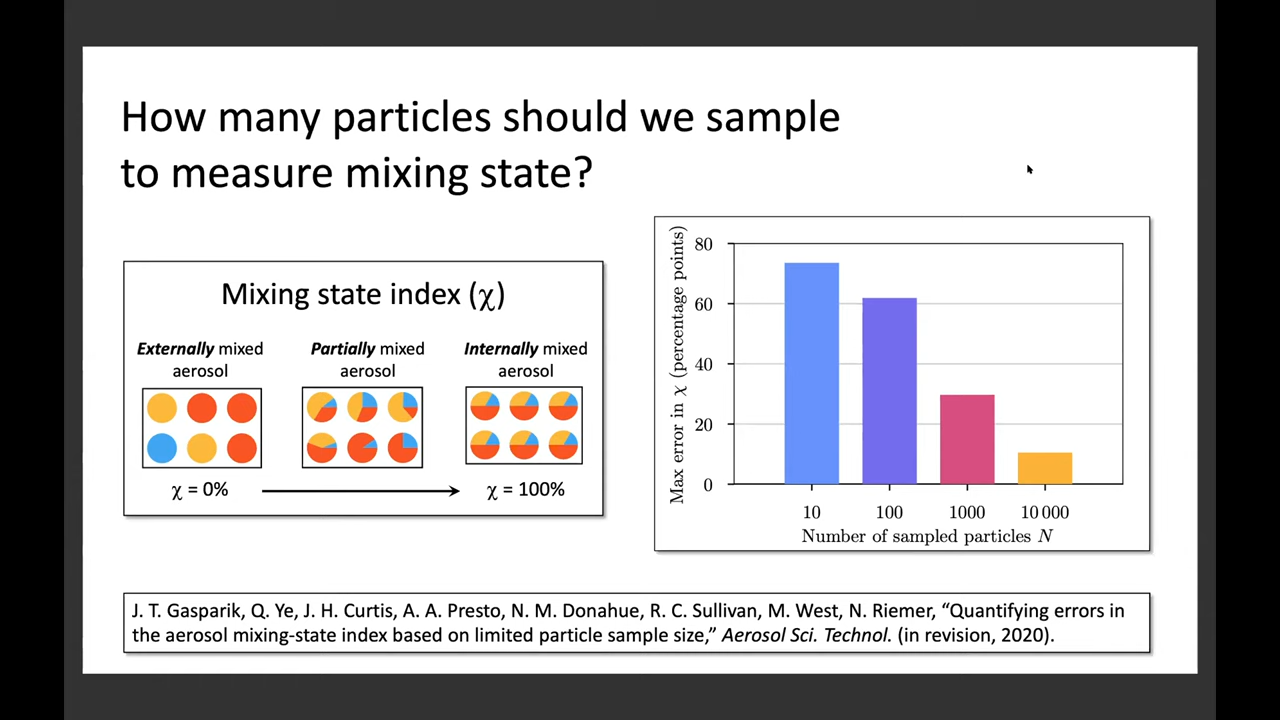 How many particles should we sample
to measure mixing state?
Mixing state index (χ)
Externally mixed
aerosol
Partially mixed
aerosol
Internally mixed
aerosol
χ = 0%
χ = 100%
Max error in χ (percentage points)
80
60
40
20
0
10
100
1000
10 000
Number of sampled particles N
J. T. Gasparik, Q. Ye, J. H. Curtis, A. A. Presto, N. M. Donahue, R. C. Sullivan, M. West, N. Riemer, “Quantifying errors in
the aerosol mixing-state index based on limited particle sample size,” Aerosol Sci. Technol. (in revision, 2020).